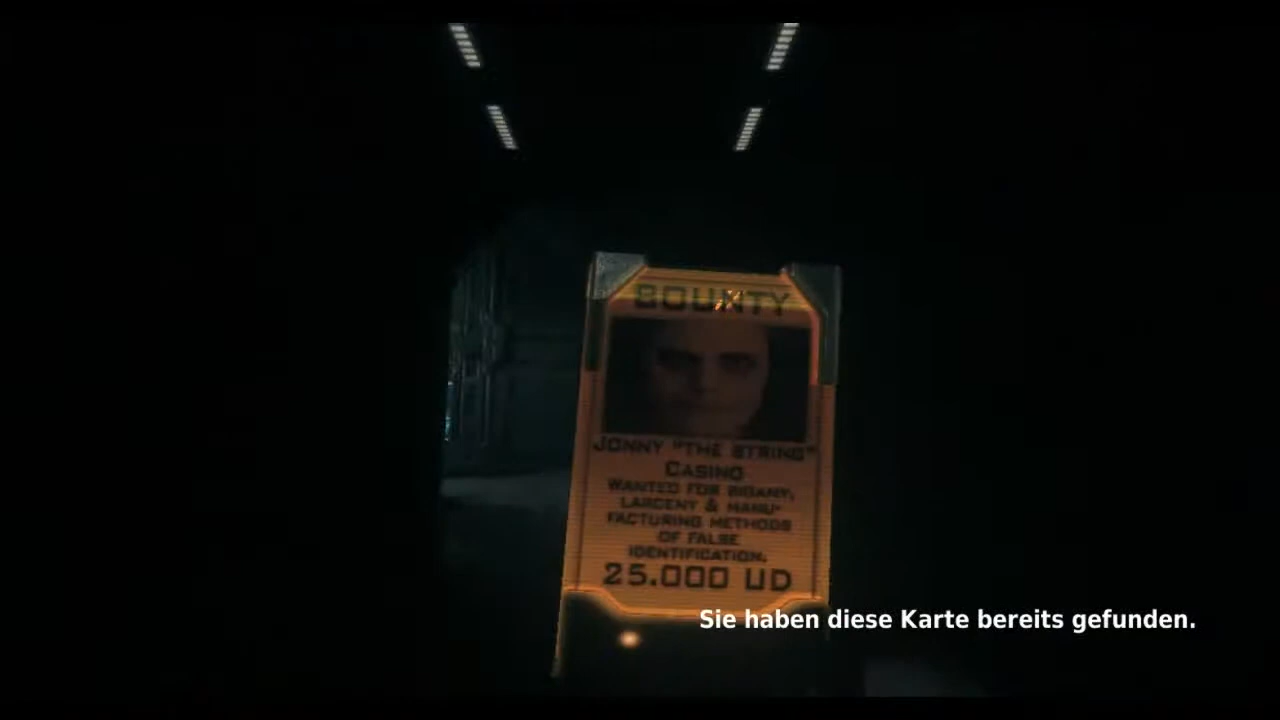 BOUNTY
JONNY "THE STRING"
CASINO
WANTED FOR BIGAMY,
LARCENY & MANU-
FACTURING METHODS
OF FALSE
IDENTIFICATION.
25.000 UD
Sie haben diese Karte bereits gefunden.